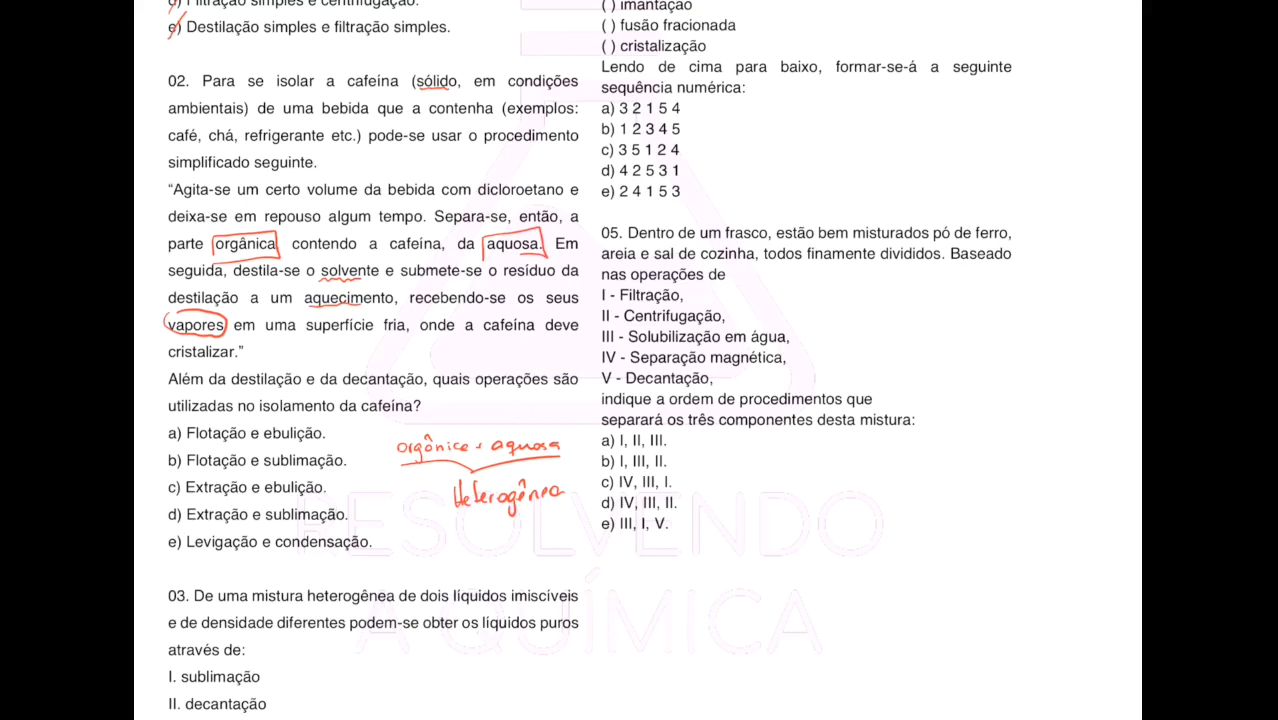 d) Filtração simples e centrifugação.
e) Destilação simples e filtração simples.
02. Para se isolar a cafeína (sólido, em condições
ambientais) de uma bebida que a contenha (exemplos:
café, chá, refrigerante etc.) pode-se usar o procedimento
simplificado seguinte.
“Agita-se um certo volume da bebida com dicloroetano e
deixa-se em repouso algum tempo. Separa-se, então, a
parte orgânica contendo a cafeína, da aquosa. Em
seguida, destila-se o solvente e submete-se o resíduo da
destilação a um aquecimento, recebendo-se os seus
vapores em uma superfície fria, onde a cafeína deve
cristalizar.”
Além da destilação e da decantação, quais operações são
utilizadas no isolamento da cafeína?
a) Flotação e ebulição.
b) Flotação e sublimação.
c) Extração e ebulição.
d) Extração e sublimação.
e) Levigação e condensação.
orgânica + aquosa
Heterogênea
03. De uma mistura heterogênea de dois líquidos imiscíveis
e de densidade diferentes podem-se obter os líquidos puros
através de:
I. sublimação
II. decantação
( ) imantação
( ) fusão fracionada
( ) cristalização
Lendo de cima para baixo, formar-se-á a seguinte
sequência numérica:
a) 3 2 1 5 4
b) 1 2 3 4 5
c) 3 5 1 2 4
d) 4 2 5 3 1
e) 2 4 1 5 3
05. Dentro de um frasco, estão bem misturados pó de ferro,
areia e sal de cozinha, todos finamente divididos. Baseado
nas operações de
I - Filtração,
II - Centrifugação,
III - Solubilização em água,
IV - Separação magnética,
V - Decantação,
indique a ordem de procedimentos que
separará os três componentes desta mistura:
a) I, II, III.
b) I, III, II.
c) IV, III, I.
d) IV, III, II.
e) III, I, V.
RESOLVENDO
A QUÍMICA